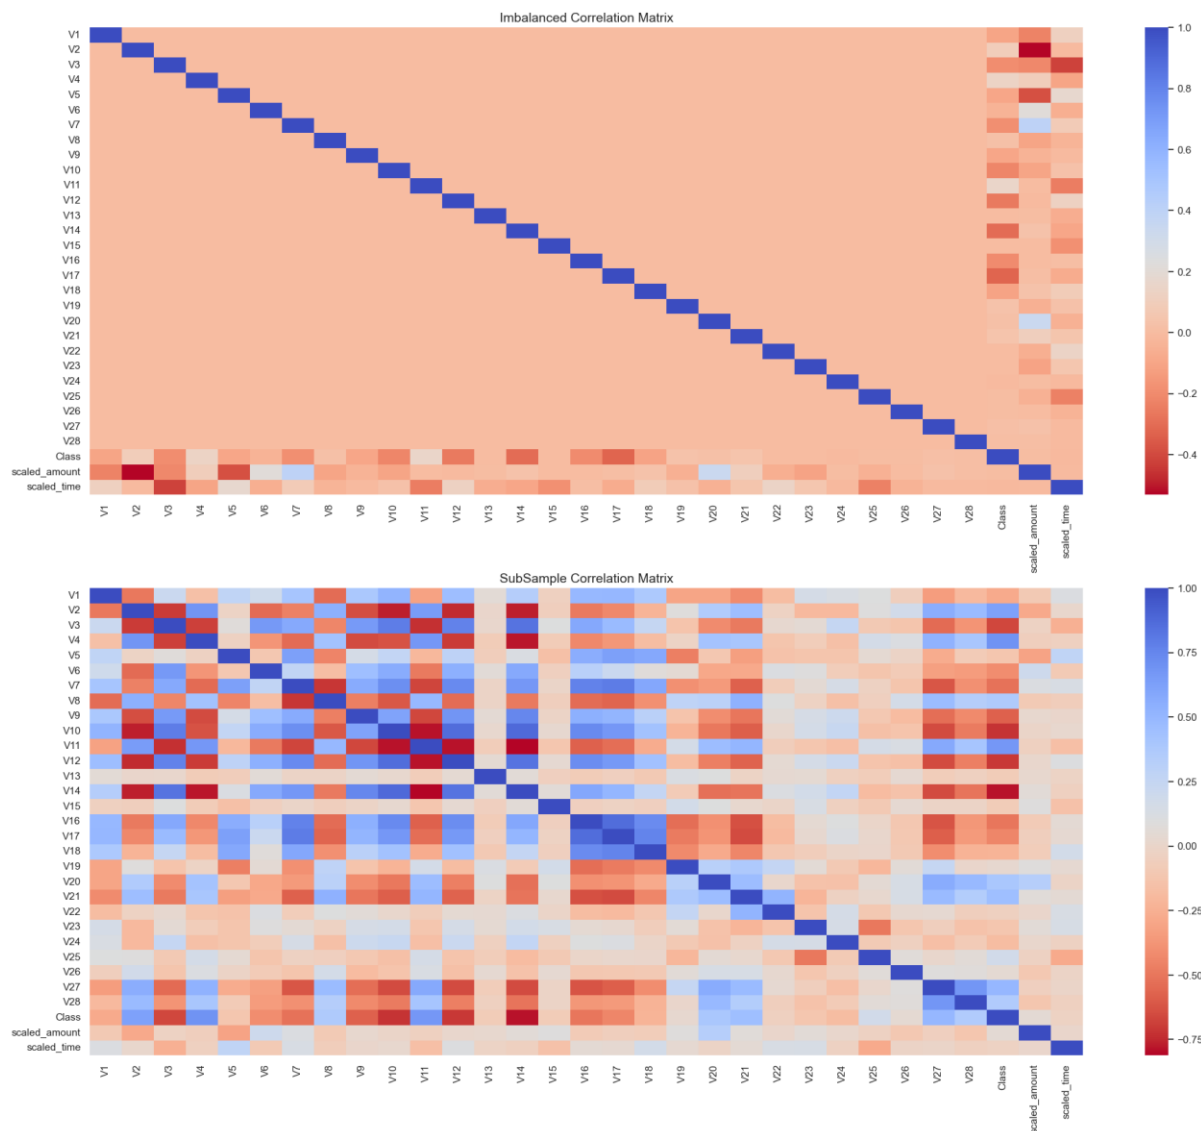 Imbalanced Correlation Matrix
V1
V2
V3
V4
V5
V6
V7
V8
V9
V10
V11
V12
V13
V14
V15
V16
V17
V18
V19
V20
V21
V22
V23
V24
V25
V26
V27
V28
Class
scaled_amount
scaled_time
V1 V2 V3 V4 V5 V6 V7 V8 V9 V10 V11 V12 V13 V14 V15 V16 V17 V18 V19 V20 V21 V22 V23 V24 V25 V26 V27 V28 Class scaled_amount scaled_time
1.0
0.8
0.6
0.4
0.2
0.0
−0.2
−0.4
SubSample Correlation Matrix
V1
V2
V3
V4
V5
V6
V7
V8
V9
V10
V11
V12
V13
V14
V15
V16
V17
V18
V19
V20
V21
V22
V23
V24
V25
V26
V27
V28
Class
scaled_amount
scaled_time
V1 V2 V3 V4 V5 V6 V7 V8 V9 V10 V11 V12 V13 V14 V15 V16 V17 V18 V19 V20 V21 V22 V23 V24 V25 V26 V27 V28 Class scaled_amount scaled_time
1.00
0.75
0.50
0.25
0.00
−0.25
−0.50
−0.75